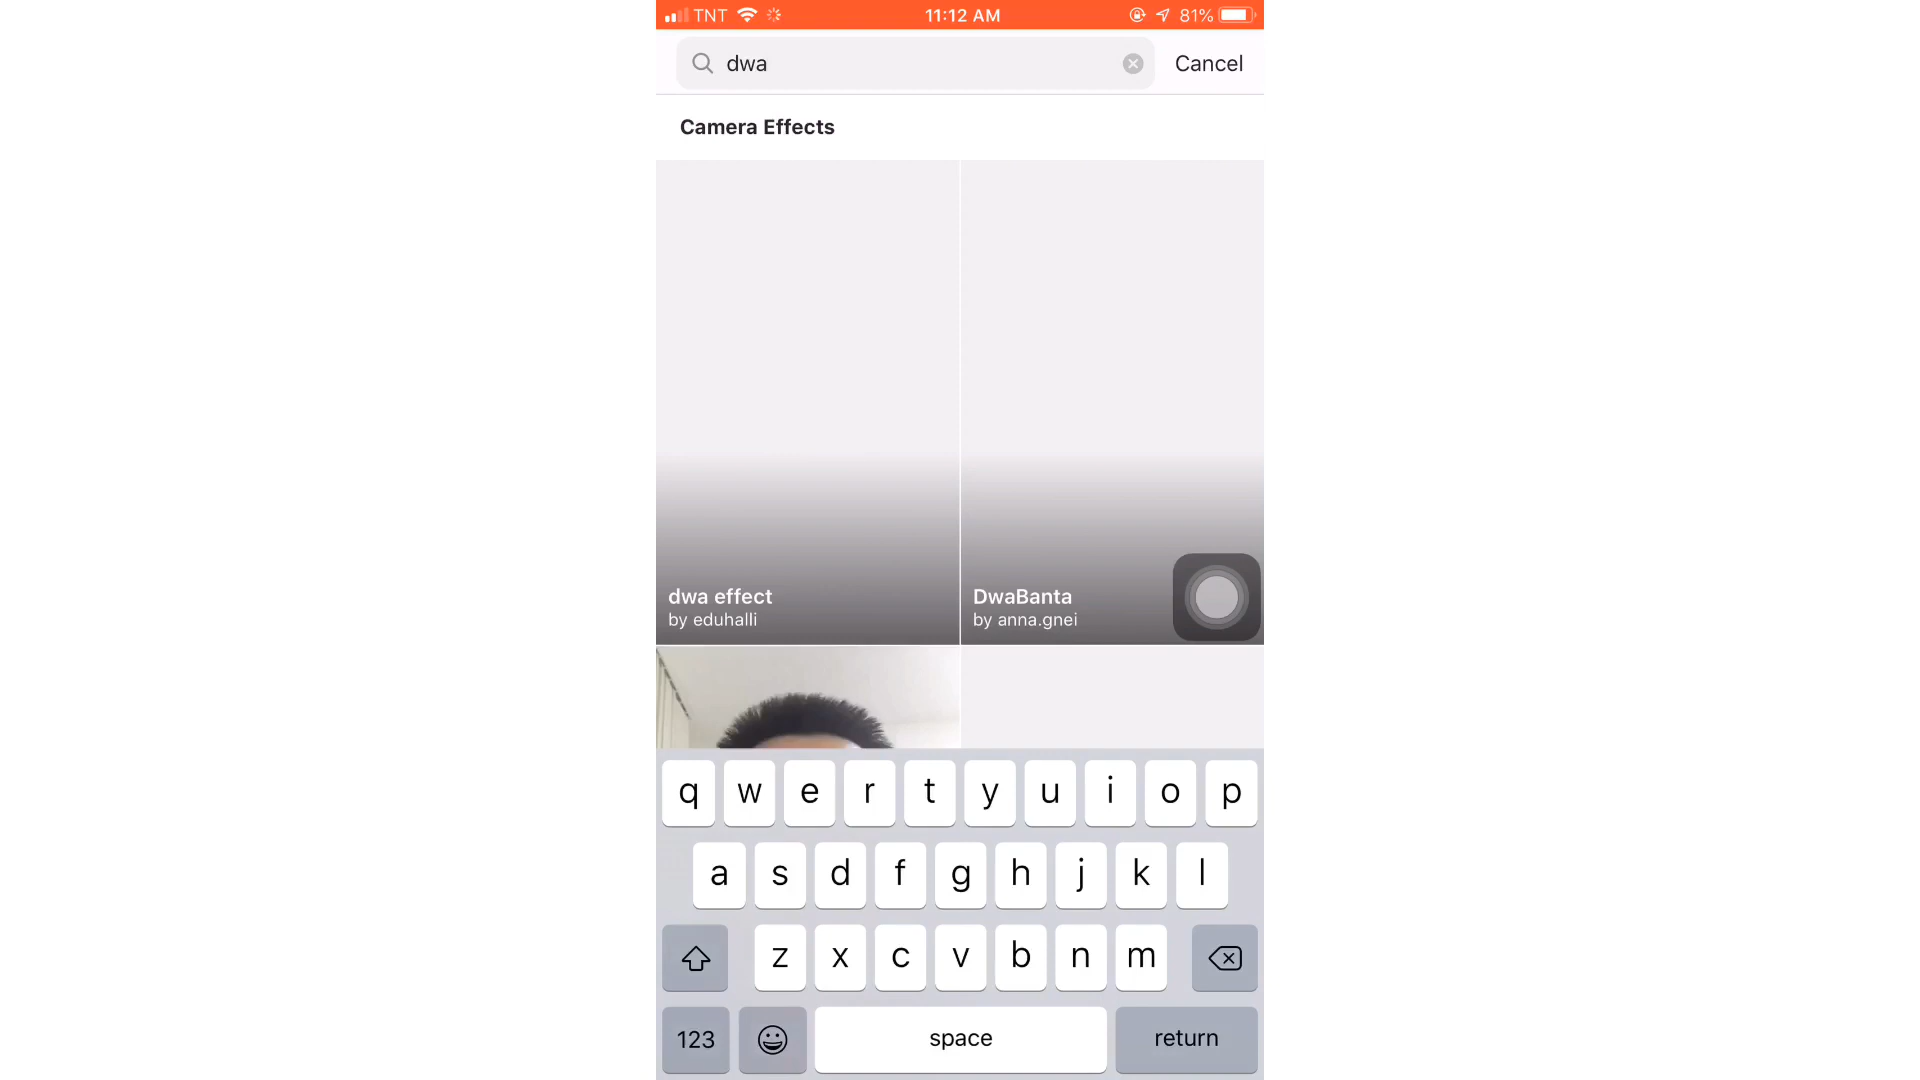 TNT 11:12 AM 81%
dwa Cancel
Camera Effects
dwa effect
by eduhalli
DwaBanta
by anna.gnei
q w e r t y u i o p
a s d f g h j k l
z x c v b n m
123 space return